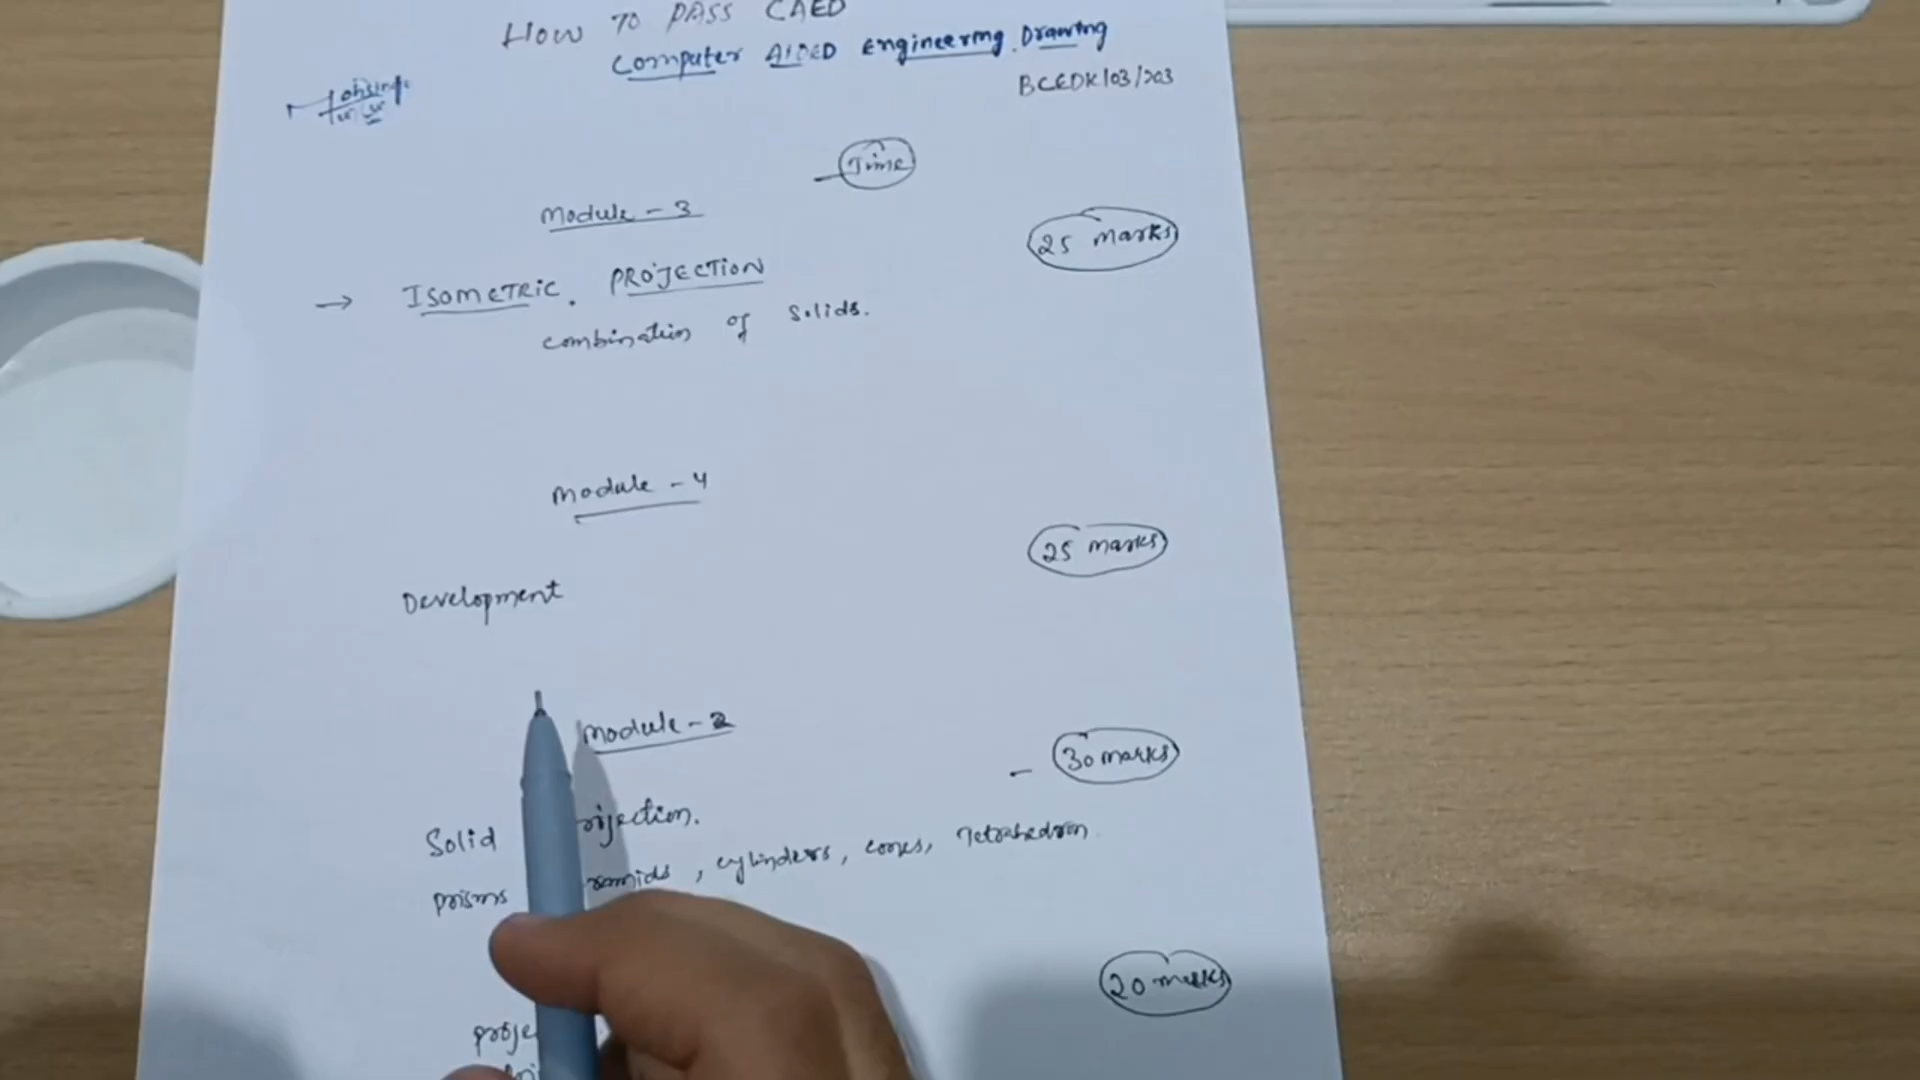 HOW TO PASS CAED
Computer AIDED Engineering Drawing
BCEDK103/203
Time
Module - 3
25 marks
→ ISOMETRIC. PROJECTION
combination of solids.
Module - 4
25 marks
Development
Module - 2
- 30 marks
Solid
prisms , cylinders, cones, Tetrahedron.
20 marks